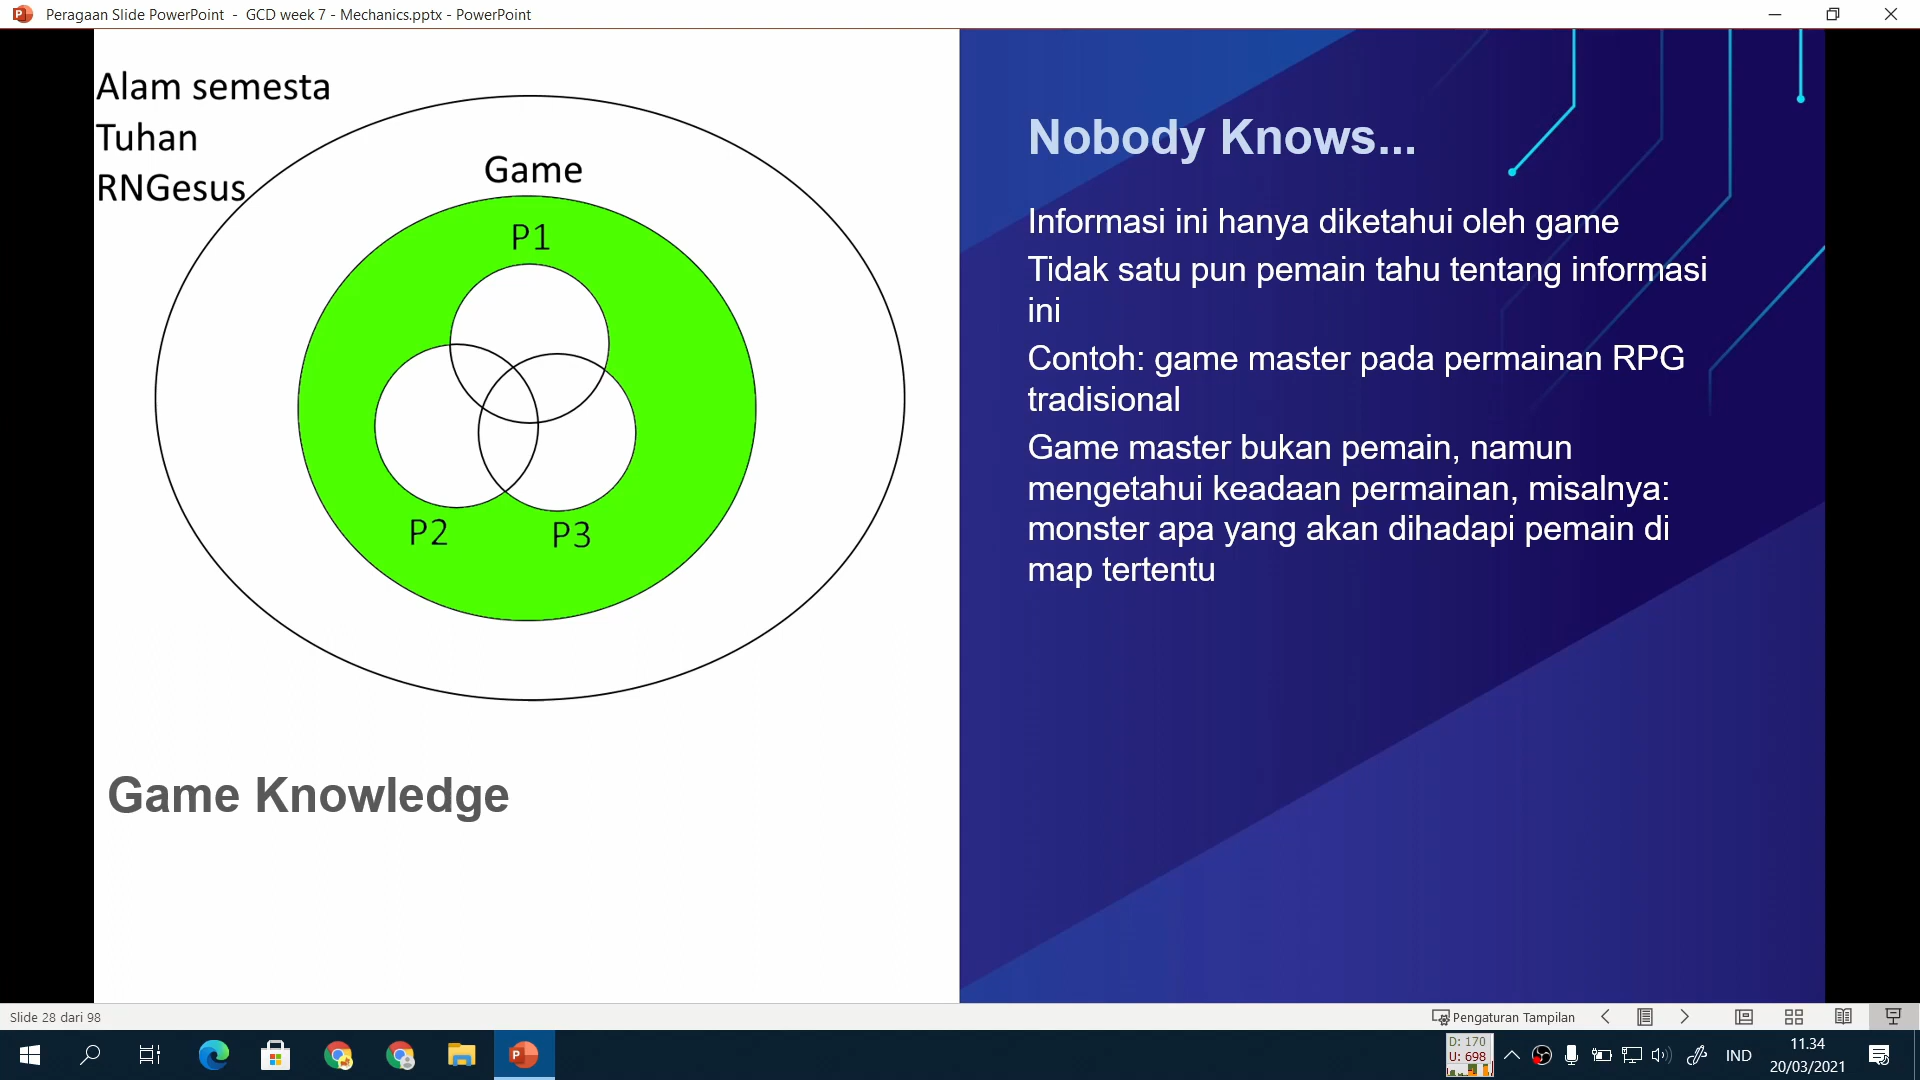 Peragaan Slide PowerPoint - GCD week 7 - Mechanics.pptx - PowerPoint
Alam semesta
Tuhan
RNGesus
Game
P1
P2
P3
Game Knowledge
Nobody Knows...
Informasi ini hanya diketahui oleh game
Tidak satu pun pemain tahu tentang informasi
ini
Contoh: game master pada permainan RPG
tradisional
Game master bukan pemain, namun
mengetahui keadaan permainan, misalnya:
monster apa yang akan dihadapi pemain di
map tertentu
Slide 28 dari 98
Pengaturan Tampilan
D: 170
U: 698
IND
11.34
20/03/2021